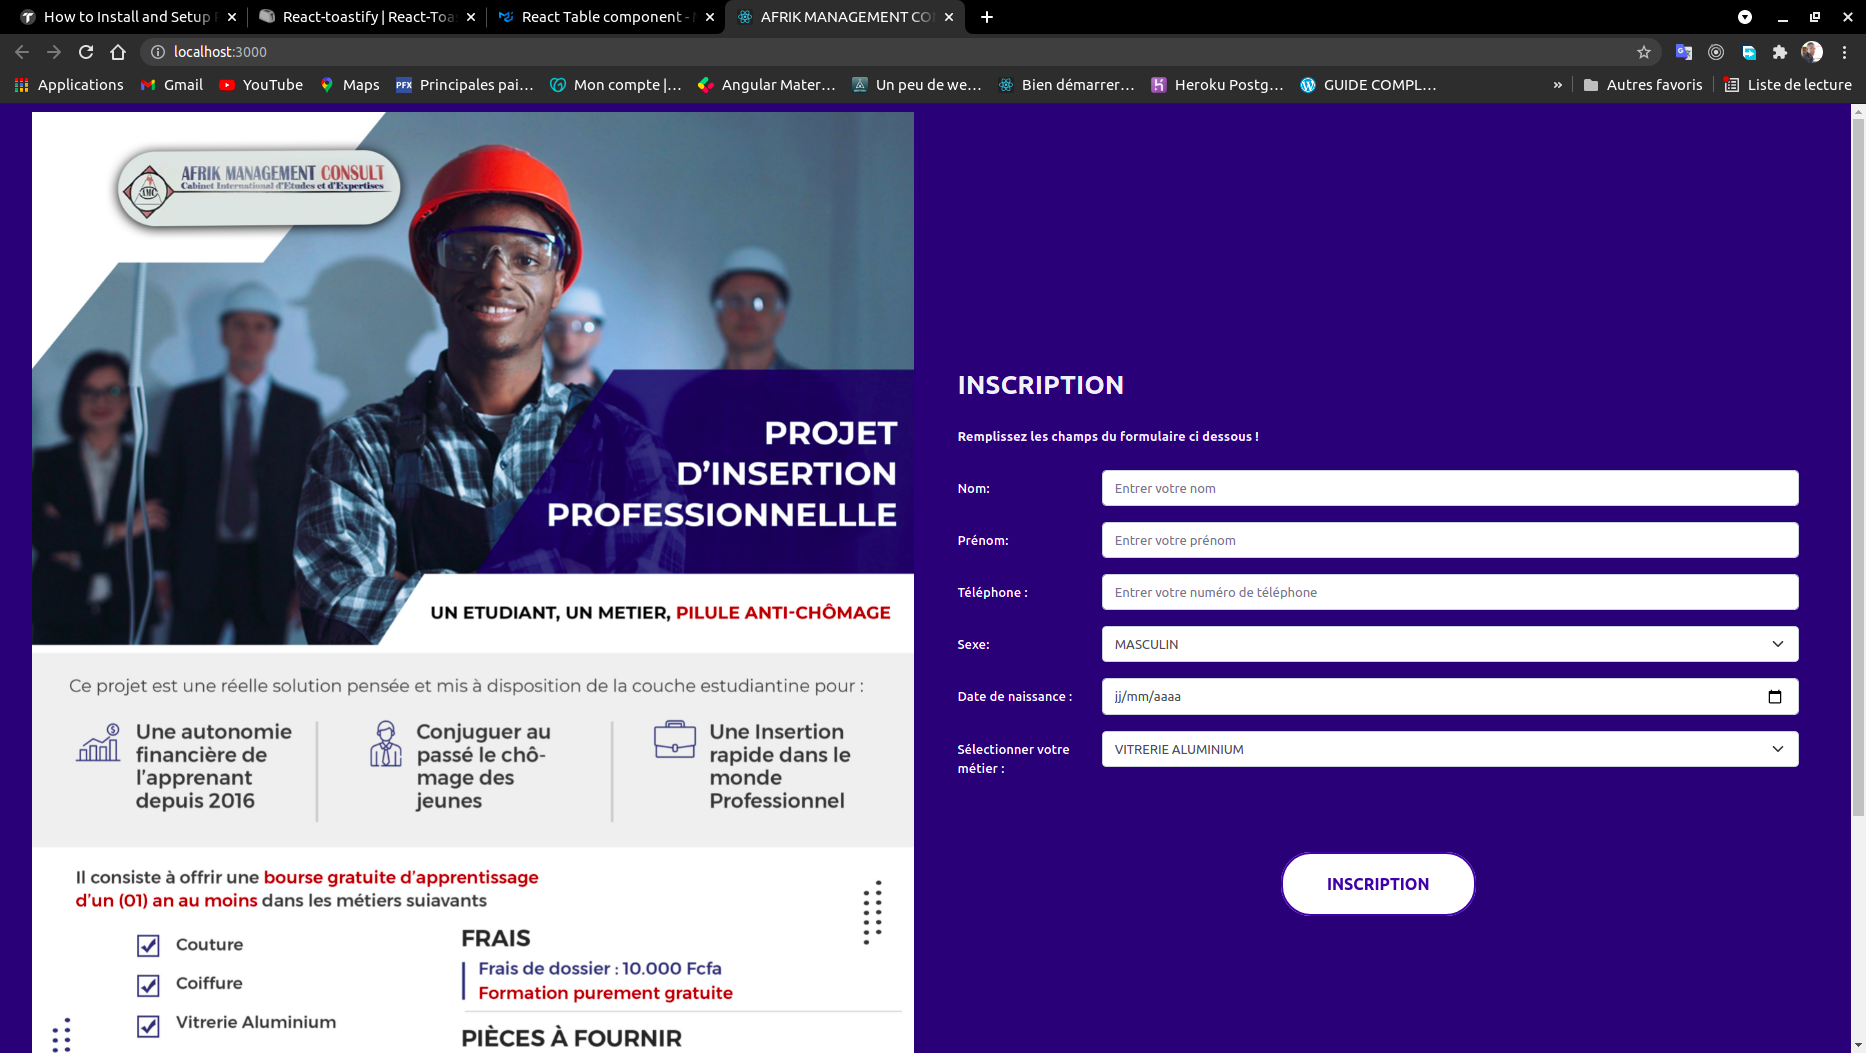 How to Install and Setup
React-toastify | React-Toa
React Table component -
AFRIK MANAGEMENT CO
localhost:3000
Applications
Gmail
YouTube
Maps
PFX
Principales pai...
Mon compte |...
Angular Mater...
Un peu de we...
Bien démarrer...
Heroku Postg...
GUIDE COMPL...
»
Autres favoris
Liste de lecture
AFRIK MANAGEMENT CONSULT
Cabinet International d'Etudes et d'Expertises
AMC
PROJET
D’INSERTION
PROFESSIONNELLLE
UN ETUDIANT, UN METIER, PILULE ANTI-CHÔMAGE
Ce projet est une réelle solution pensée et mis à disposition de la couche estudiantine pour :
Une autonomie
financière de
l’apprenant
depuis 2016
Conjuguer au
passé le chô-
mage des
jeunes
Une Insertion
rapide dans le
monde
Professionnel
Il consiste à offrir une bourse gratuite d’apprentissage
d’un (01) an au moins dans les métiers suiavants
Couture
Coiffure
Vitrerie Aluminium
FRAIS
Frais de dossier : 10.000 Fcfa
Formation purement gratuite
PIÈCES À FOURNIR
INSCRIPTION
Remplissez les champs du formulaire ci dessous !
Nom:
Entrer votre nom
Prénom:
Entrer votre prénom
Téléphone :
Entrer votre numéro de téléphone
Sexe:
MASCULIN
Date de naissance :
jj/mm/aaaa
Sélectionner votre
métier :
VITRERIE ALUMINIUM
INSCRIPTION